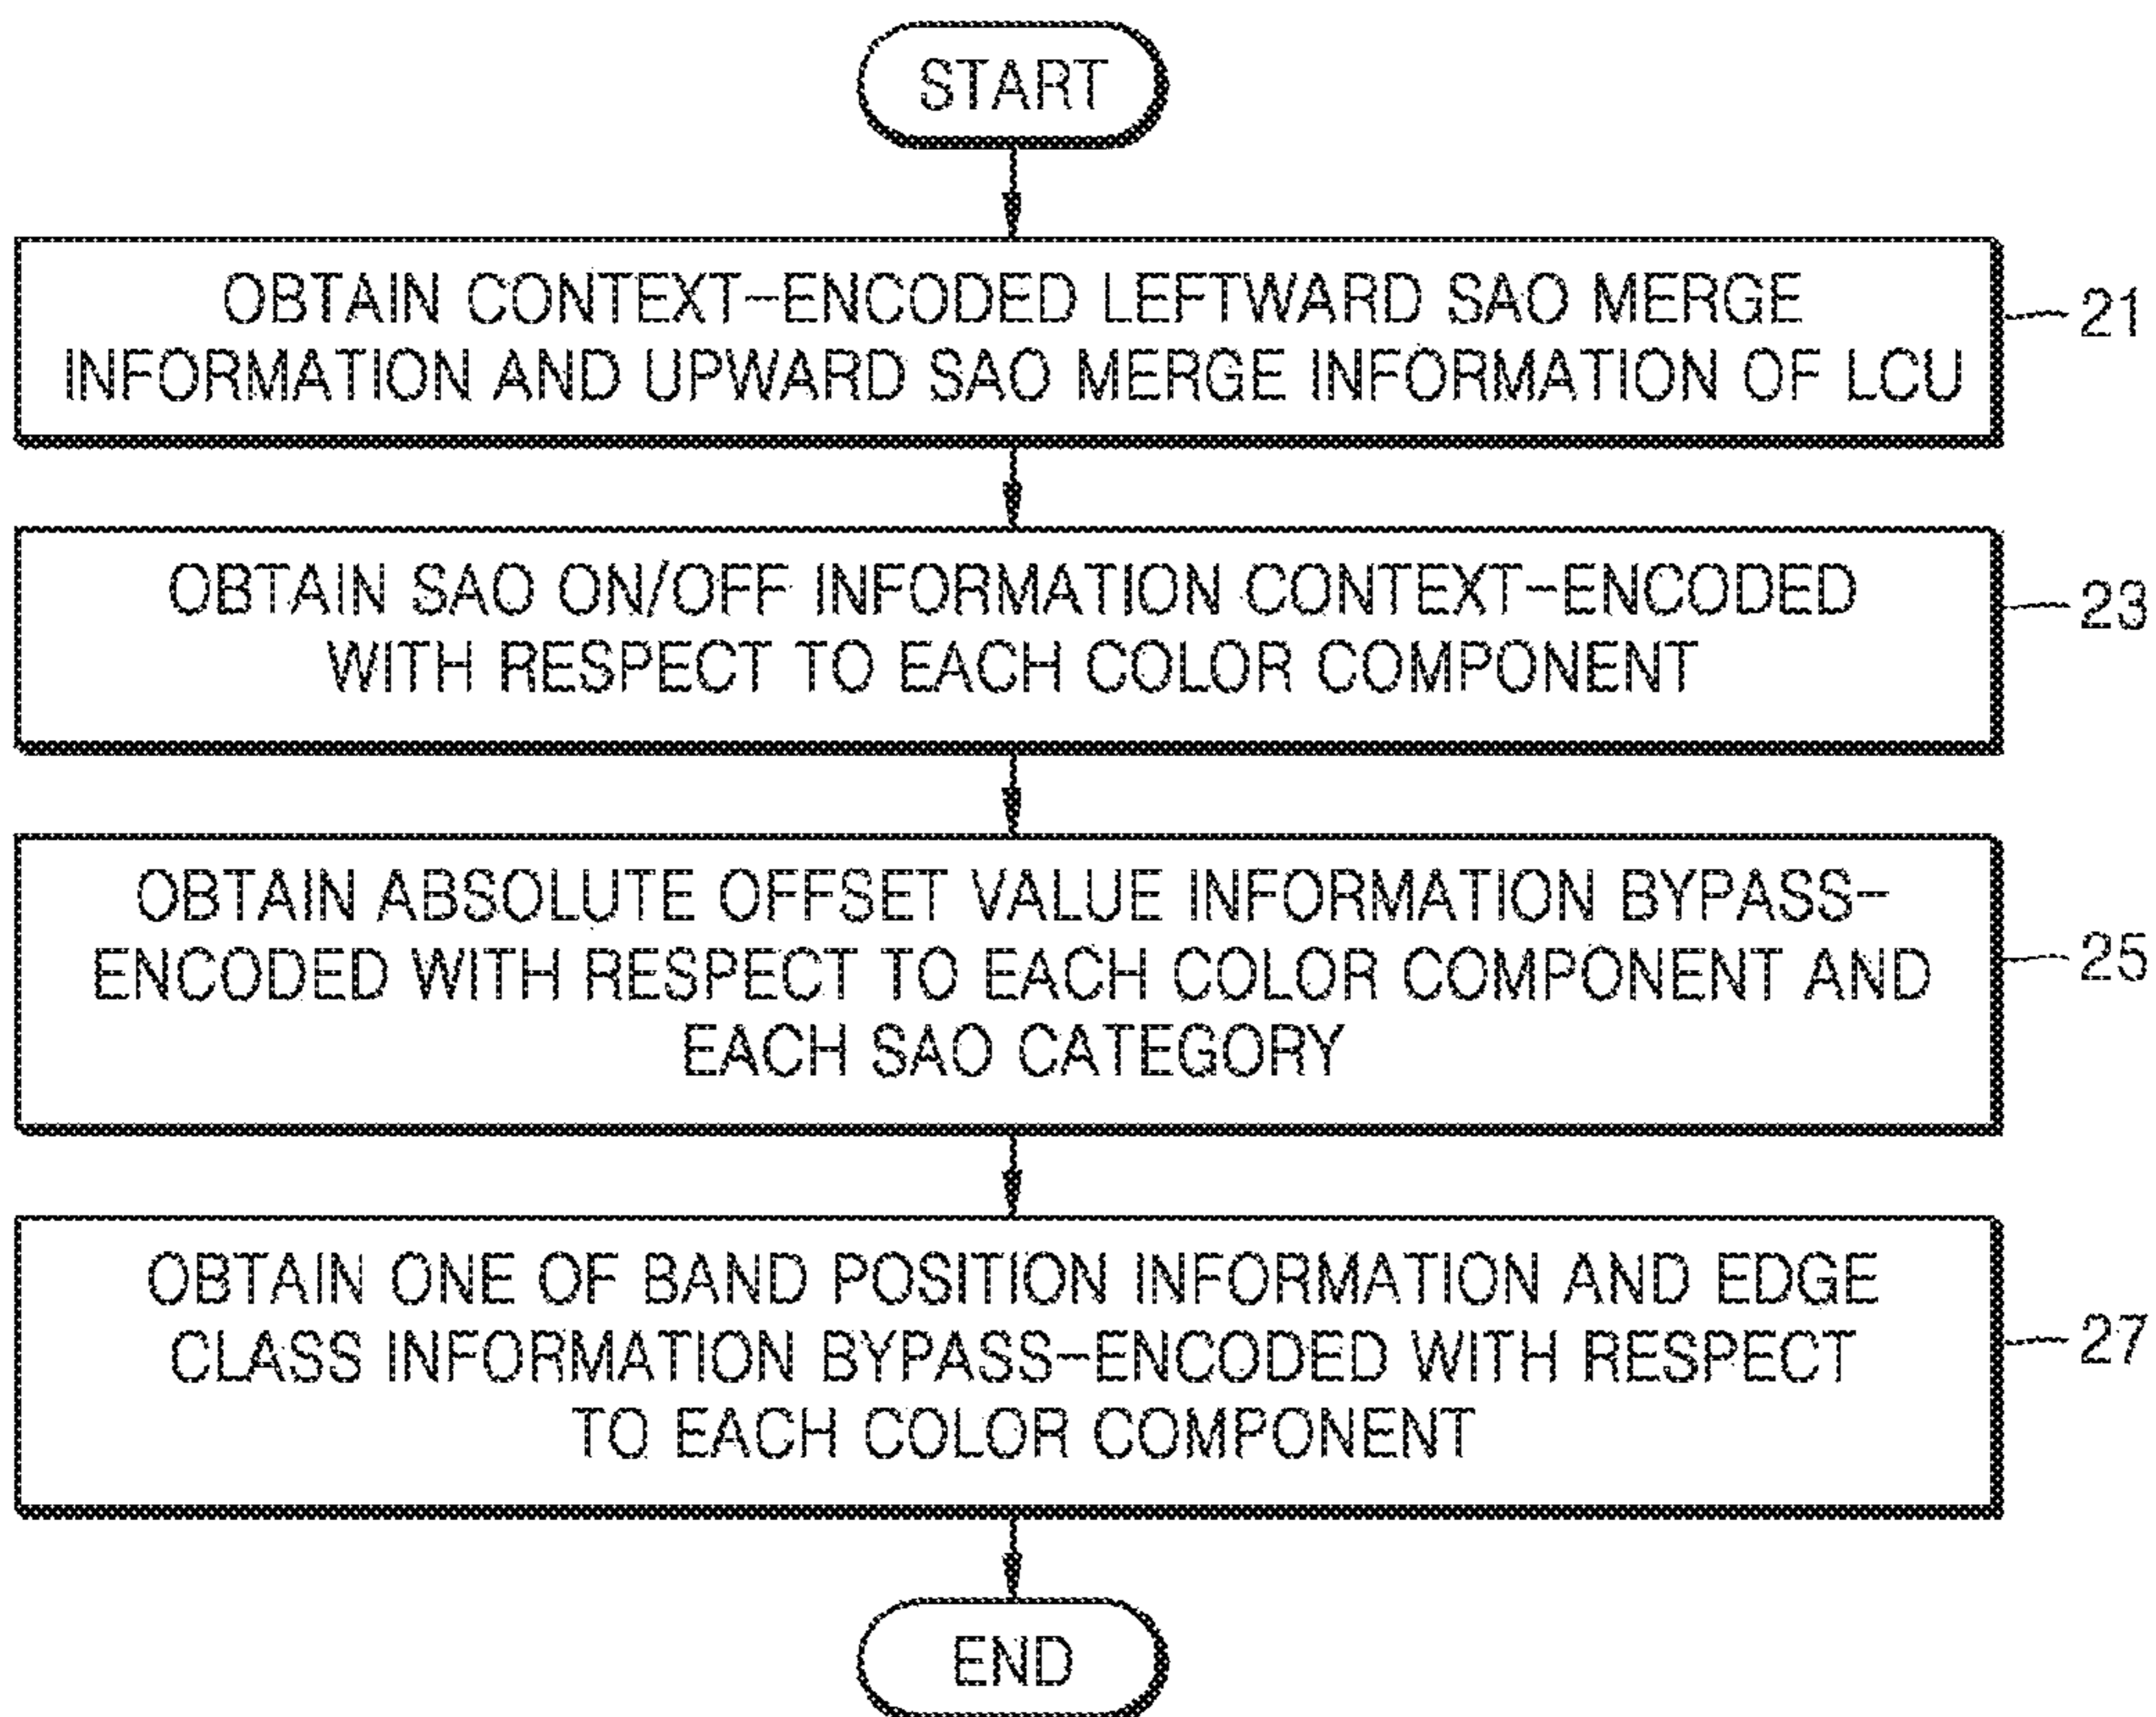 START
OBTAIN CONTEXT-ENCODED LEFTWARD SAO MERGE
INFORMATION AND UPWARD SAO MERGE INFORMATION OF LCU
21
OBTAIN SAO ON/OFF INFORMATION CONTEXT-ENCODED
WITH RESPECT TO EACH COLOR COMPONENT
23
OBTAIN ABSOLUTE OFFSET VALUE INFORMATION BYPASS-
ENCODED WITH RESPECT TO EACH COLOR COMPONENT AND
EACH SAO CATEGORY
25
OBTAIN ONE OF BAND POSITION INFORMATION AND EDGE
CLASS INFORMATION BYPASS-ENCODED WITH RESPECT
TO EACH COLOR COMPONENT
27
END